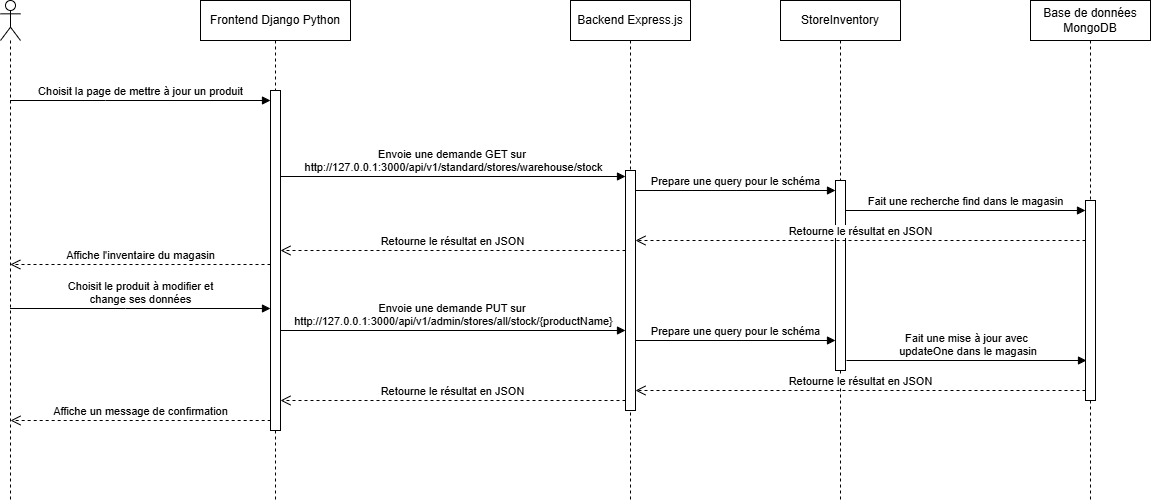 Frontend Django Python
Backend Express.js
StoreInventory
Base de données
MongoDB
Choisit la page de mettre à jour un produit
Envoie une demande GET sur
http://127.0.0.1:3000/api/v1/standard/stores/warehouse/stock
Prepare une query pour le schéma
Fait une recherche find dans le magasin
Retourne le résultat en JSON
Retourne le résultat en JSON
Affiche l'inventaire du magasin
Choisit le produit à modifier et
change ses données
Envoie une demande PUT sur
http://127.0.0.1:3000/api/v1/admin/stores/all/stock/{productName}
Prepare une query pour le schéma
Fait une mise à jour avec
updateOne dans le magasin
Retourne le résultat en JSON
Retourne le résultat en JSON
Affiche un message de confirmation